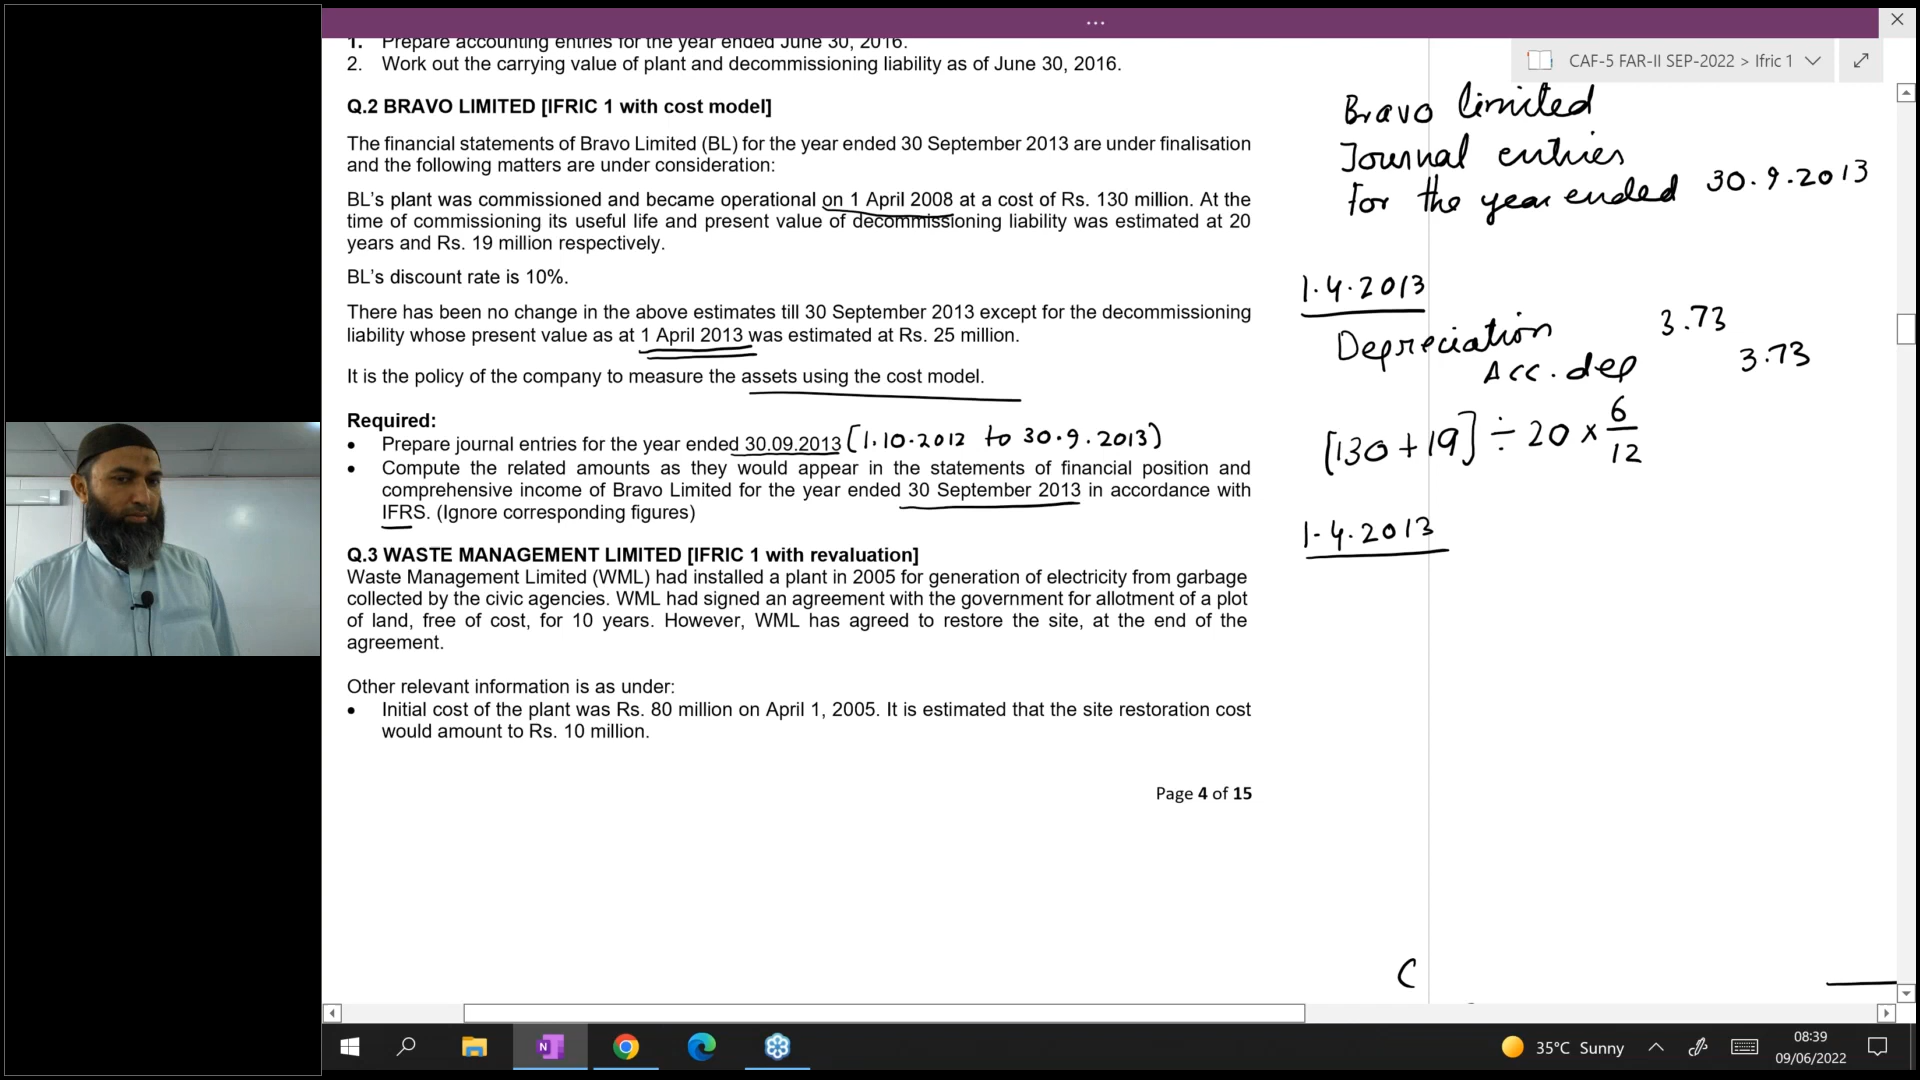 ...
1. Prepare accounting entries for the year ended June 30, 2016.
CAF-5 FAR-II SEP-2022 > Ifric 1
2. Work out the carrying value of plant and decommissioning liability as of June 30, 2016.
Q.2 BRAVO LIMITED [IFRIC 1 with cost model]
The financial statements of Bravo Limited (BL) for the year ended 30 September 2013 are under finalisation
and the following matters are under consideration:
BL's plant was commissioned and became operational on 1 April 2008 at a cost of Rs. 130 million. At the
time of commissioning its useful life and present value of decommissioning liability was estimated at 20
years and Rs. 19 million respectively.
BL's discount rate is 10%.
There has been no change in the above estimates till 30 September 2013 except for the decommissioning
liability whose present value as at 1 April 2013 was estimated at Rs. 25 million.
It is the policy of the company to measure the assets using the cost model.
Required:
• Prepare journal entries for the year ended 30.09.2013 (1.10.2012 to 30.9.2013)
• Compute the related amounts as they would appear in the statements of financial position and
comprehensive income of Bravo Limited for the year ended 30 September 2013 in accordance with
IFRS. (Ignore corresponding figures)
Q.3 WASTE MANAGEMENT LIMITED [IFRIC 1 with revaluation]
Waste Management Limited (WML) had installed a plant in 2005 for generation of electricity from garbage
collected by the civic agencies. WML had signed an agreement with the government for allotment of a plot
of land, free of cost, for 10 years. However, WML has agreed to restore the site, at the end of the
agreement.
Other relevant information is as under:
• Initial cost of the plant was Rs. 80 million on April 1, 2005. It is estimated that the site restoration cost
would amount to Rs. 10 million.
Page 4 of 15
Bravo limited
Journal entries
For the year ended 30.9.2013
1.4.2013
Depreciation 3.73
Acc. dep 3.73
[130+19] ÷ 20 × 6/12
1.4.2013
C
35°C Sunny
08:39
09/06/2022